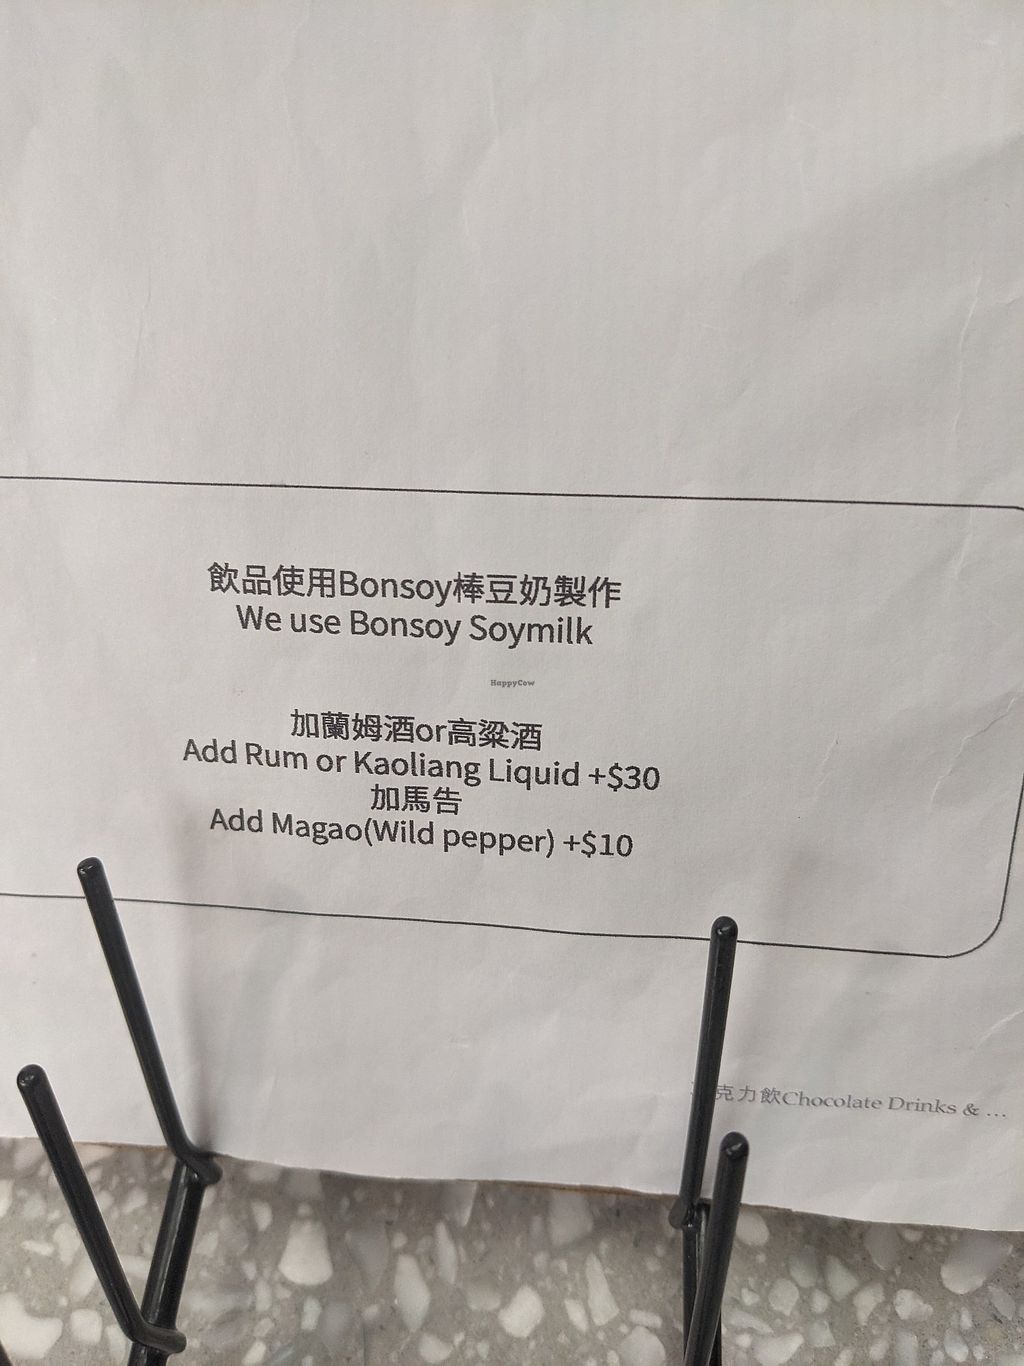 飲品使用Bonsoy棒豆奶製作
We use Bonsoy Soymilk
HappyCow
加蘭姆酒or高粱酒
Add Rum or Kaoliang Liquid +$30
加馬告
Add Magao(Wild pepper) +$10
克力飲Chocolate Drinks & ...